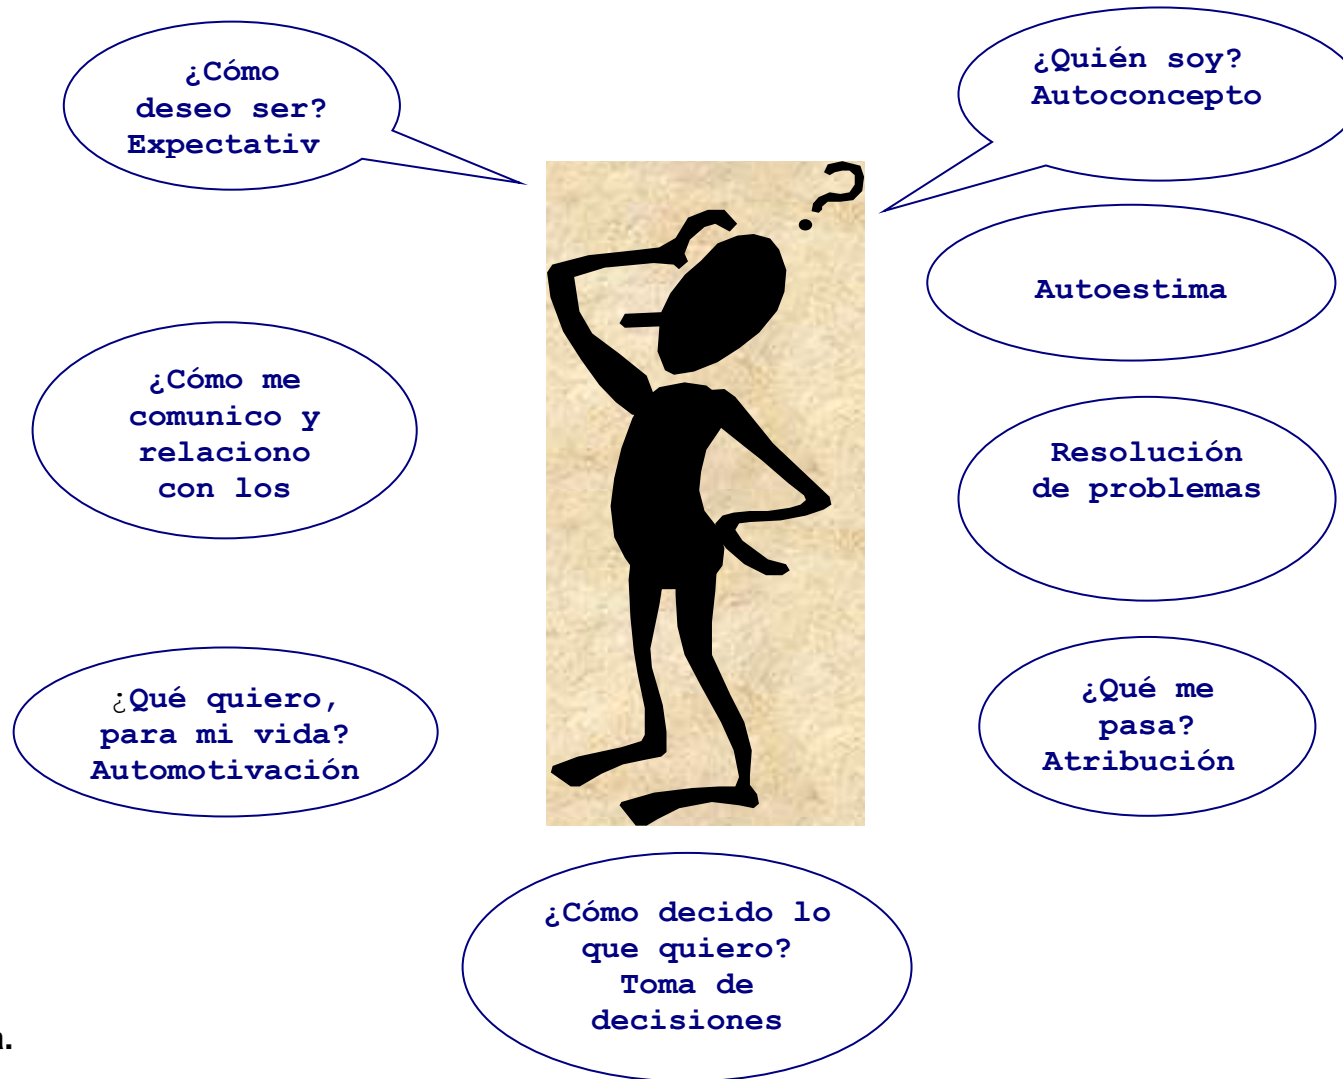 ¿Cómo
deseo ser?
Expectativ
¿Quién soy?
Autoconcepto
Autoestima
¿Cómo me
comunico y
relaciono
con los
Resolución
de problemas
¿Qué quiero,
para mi vida?
Automotivación
¿Qué me
pasa?
Atribución
¿Cómo decido lo
que quiero?
Toma de
decisiones
?